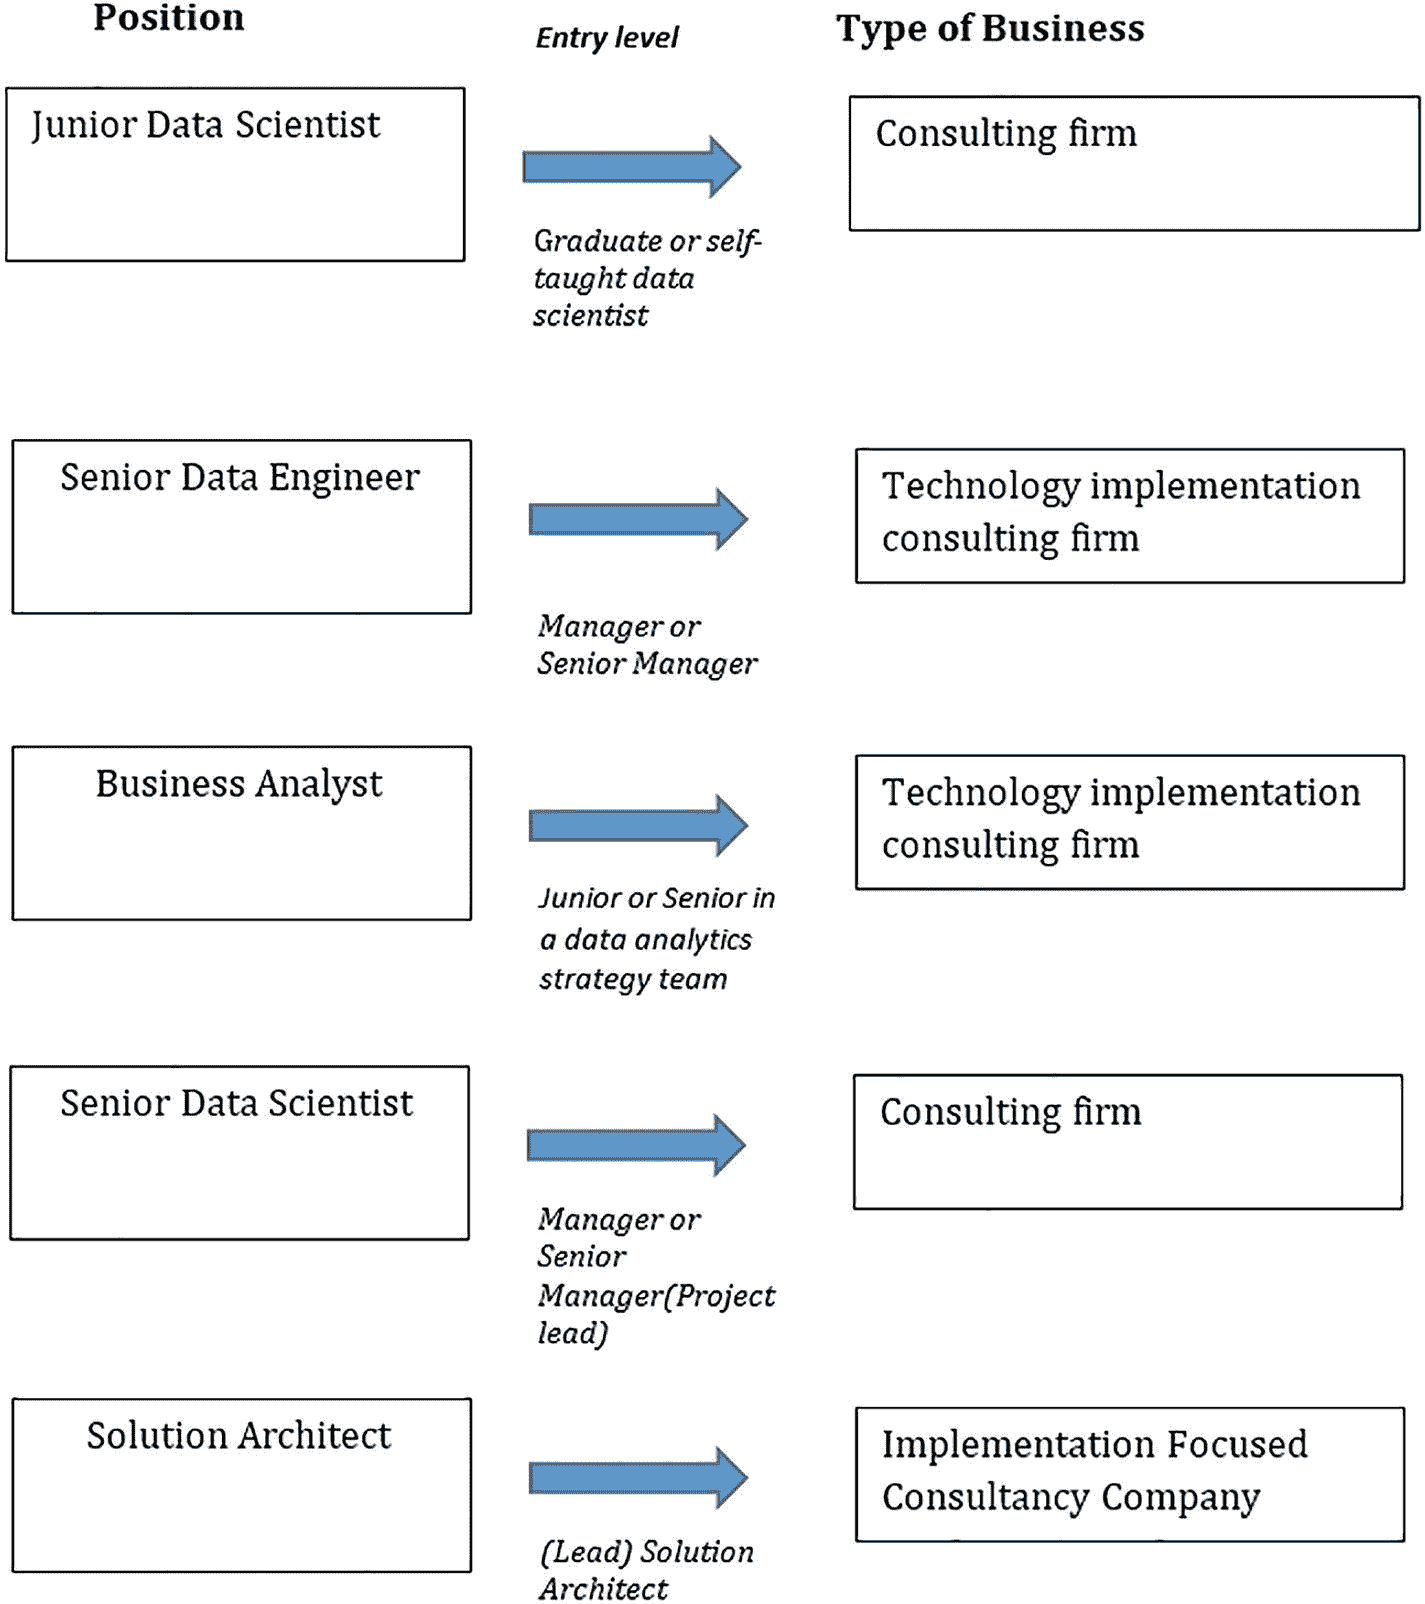 Position
Entry level
Type of Business
Junior Data Scientist
Graduate or self-
taught data
scientist
Consulting firm
Senior Data Engineer
Manager or
Senior Manager
Technology implementation
consulting firm
Business Analyst
Junior or Senior in
a data analytics
strategy team
Technology implementation
consulting firm
Senior Data Scientist
Manager or
Senior
Manager(Project
lead)
Consulting firm
Solution Architect
(Lead) Solution
Architect
Implementation Focused
Consultancy Company